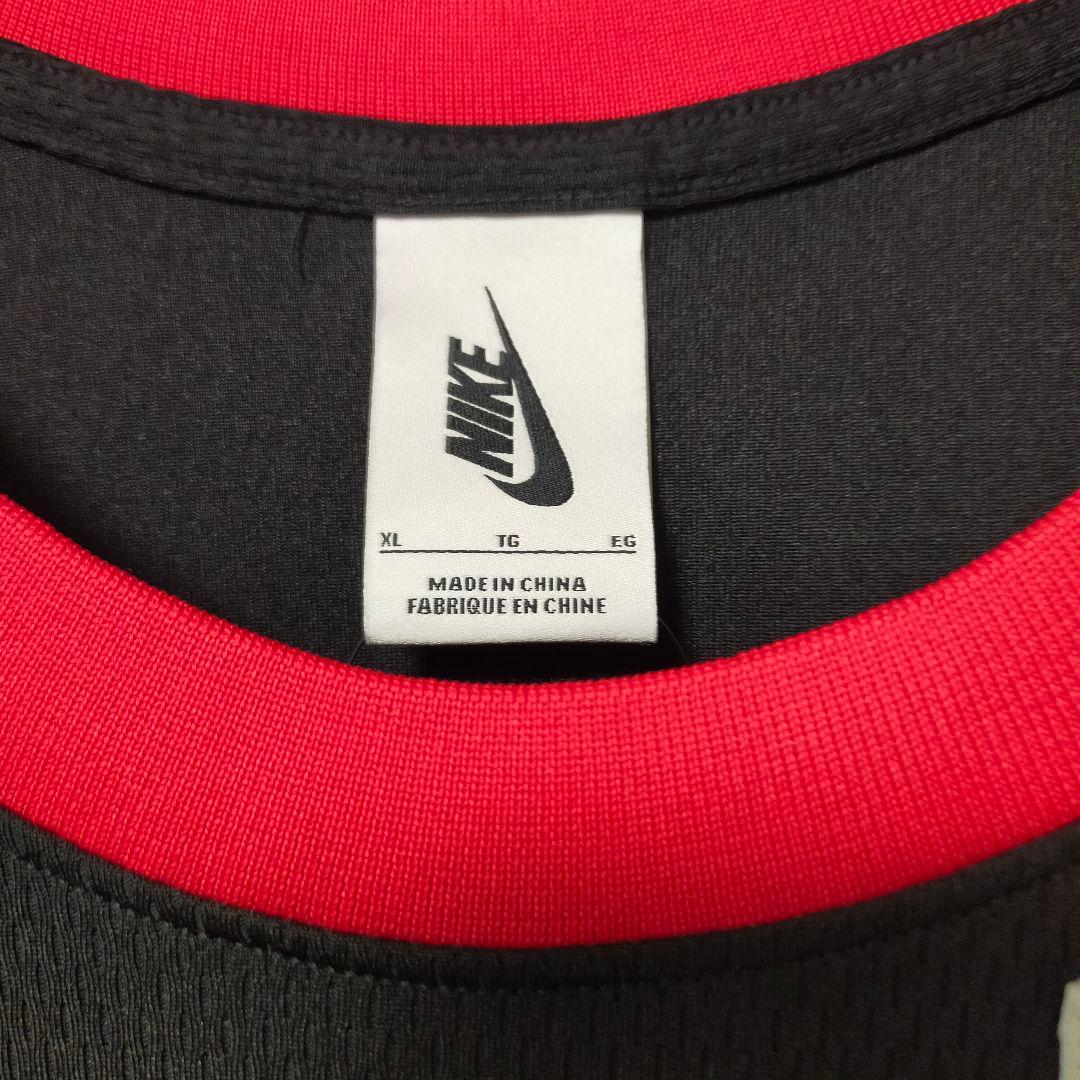 NIKE
XL TG EG
MADE IN CHINA
FABRIQUE EN CHINE